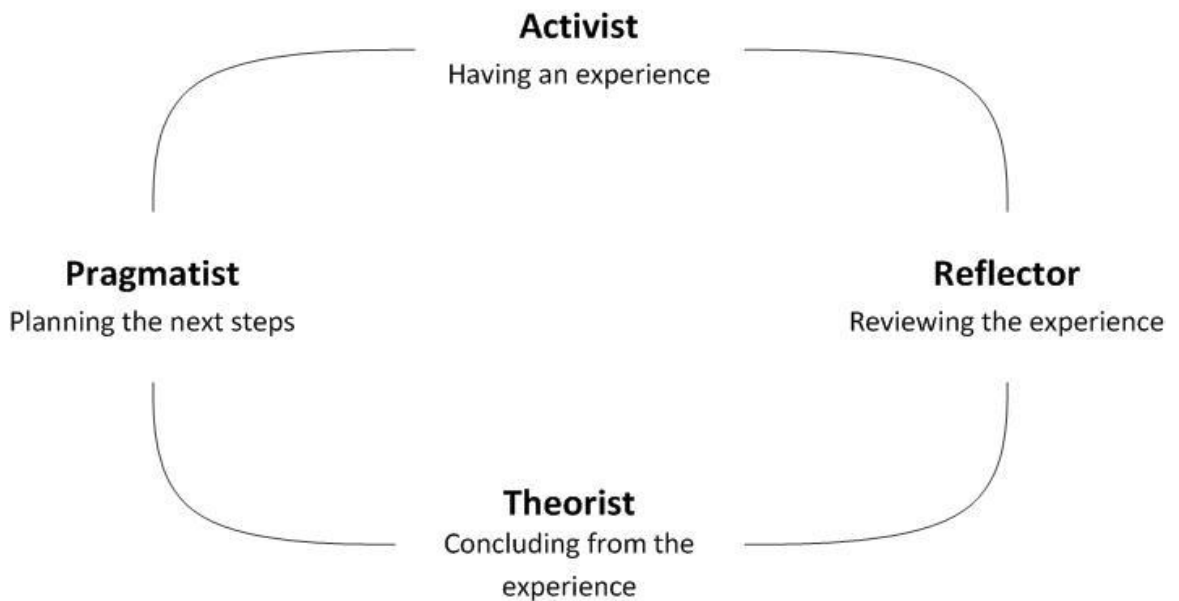 Activist
Having an experience
Pragmatist
Planning the next steps
Reflector
Reviewing the experience
Theorist
Concluding from the
experience